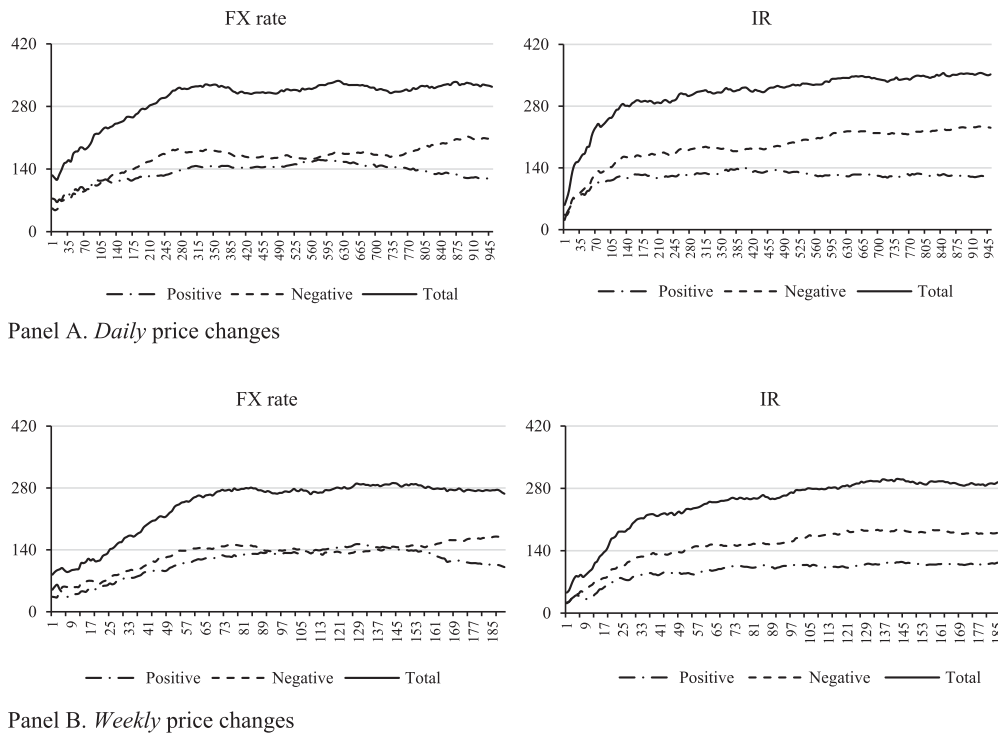 FX rate
420
280
140
0
1 35 70 105 140 175 210 245 280 315 350 385 420 455 490 525 560 595 630 665 700 735 770 805 840 875 910 945
Positive Negative Total
IR
420
280
140
0
1 35 70 105 140 175 210 245 280 315 350 385 420 455 490 525 560 595 630 665 700 735 770 805 840 875 910 945
Positive Negative Total
Panel A. Daily price changes
FX rate
420
280
140
0
1 9 17 25 33 41 49 57 65 73 81 89 97 105 113 121 129 137 145 153 161 169 177 185
Positive Negative Total
IR
420
280
140
0
1 9 17 25 33 41 49 57 65 73 81 89 97 105 113 121 129 137 145 153 161 169 177 185
Positive Negative Total
Panel B. Weekly price changes